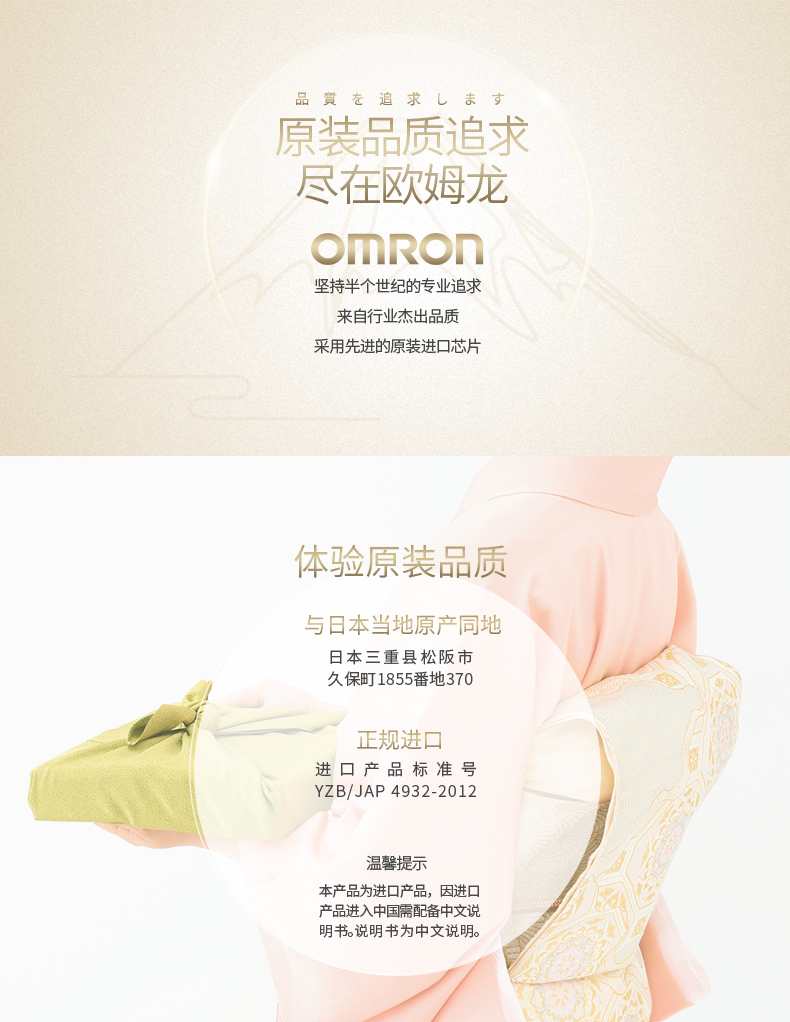 品質を追求します
原装品质追求
尽在欧姆龙
OMRON
坚持半个世纪的专业追求
来自行业杰出品质
采用先进的原装进口芯片
体验原装品质
与日本当地原产同地
日本三重县松阪市
久保町1855番地370
正规进口
进口产品标准号
YZB/JAP 4932-2012
温馨提示
本产品为进口产品，因进口
产品进入中国需配备中文说
明书。说明书为中文说明。